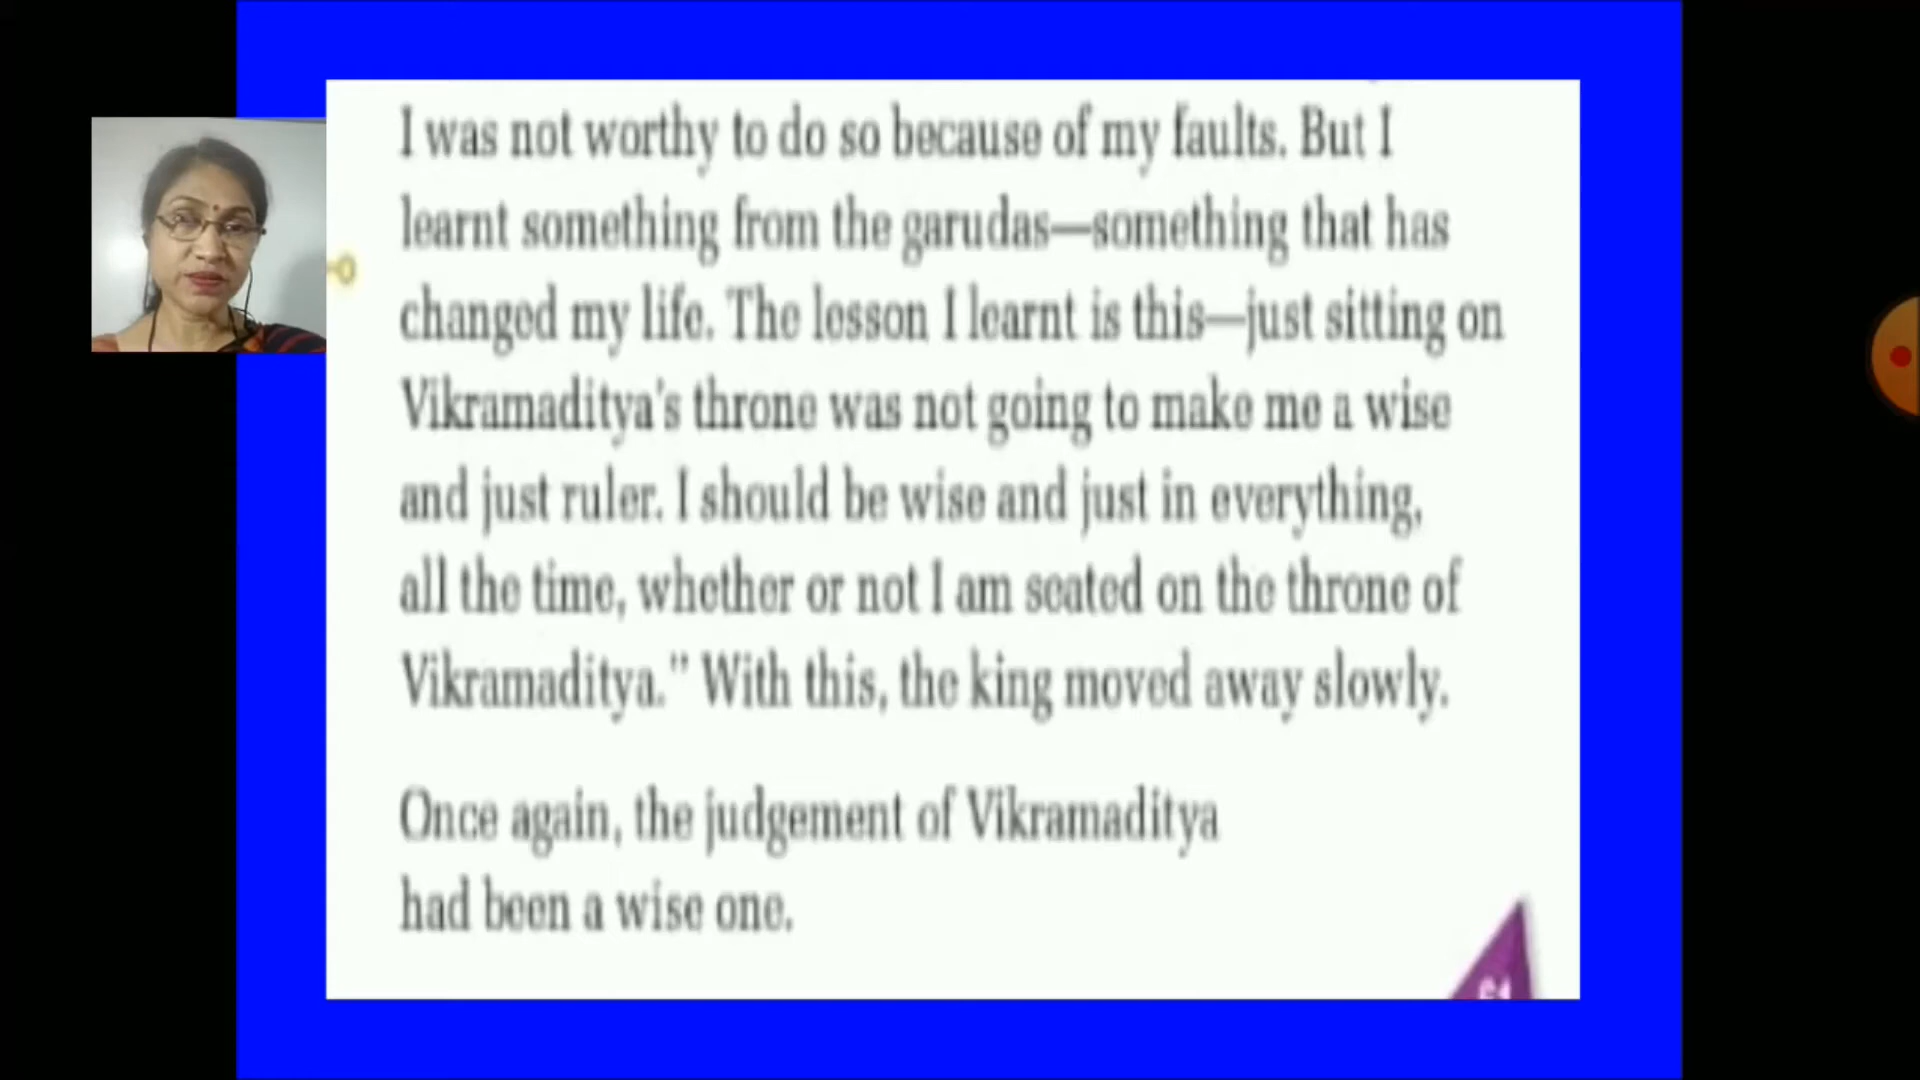 I was not worthy to do so because of my faults. But I
learnt something from the garudas—something that has
changed my life. The lesson I learnt is this—just sitting on
Vikramaditya's throne was not going to make me a wise
and just ruler. I should be wise and just in everything,
all the time, whether or not I am seated on the throne of
Vikramaditya.” With this, the king moved away slowly.
Once again, the judgement of Vikramaditya
had been a wise one.